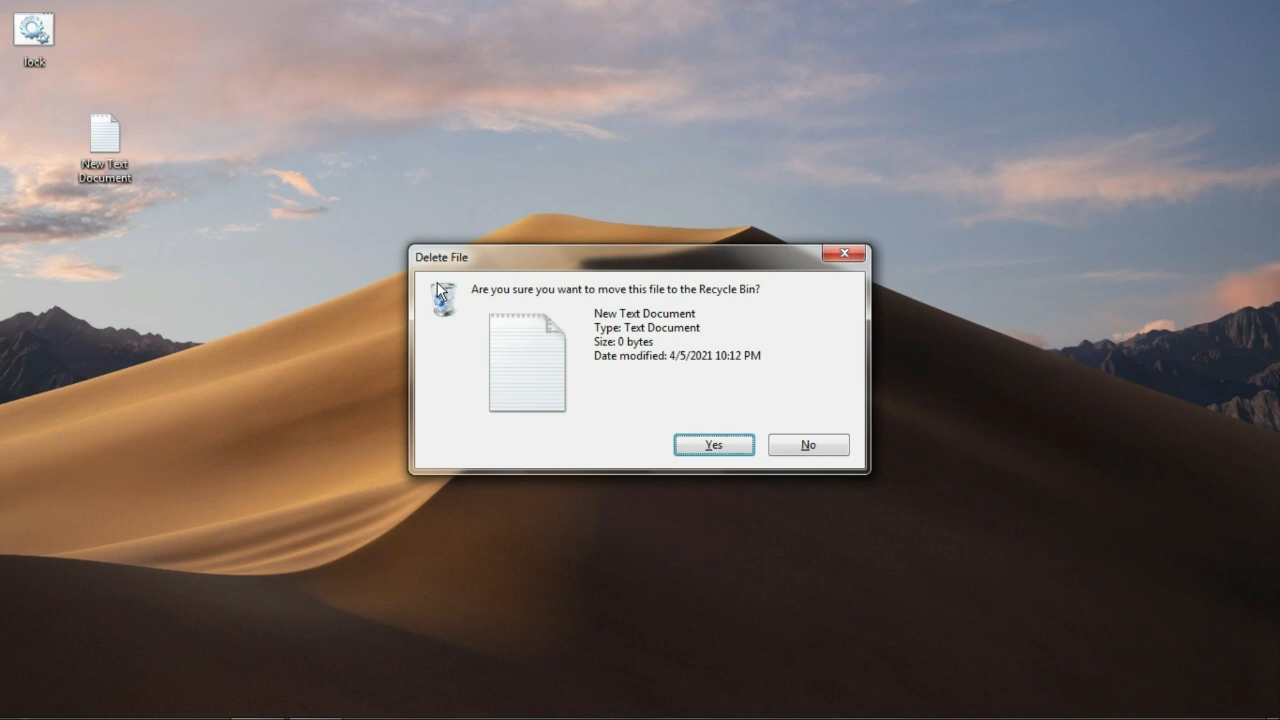 lock
New Text
Document
Delete File
Are you sure you want to move this file to the Recycle Bin?
New Text Document
Type: Text Document
Size: 0 bytes
Date modified: 4/5/2021 10:12 PM
Yes
No